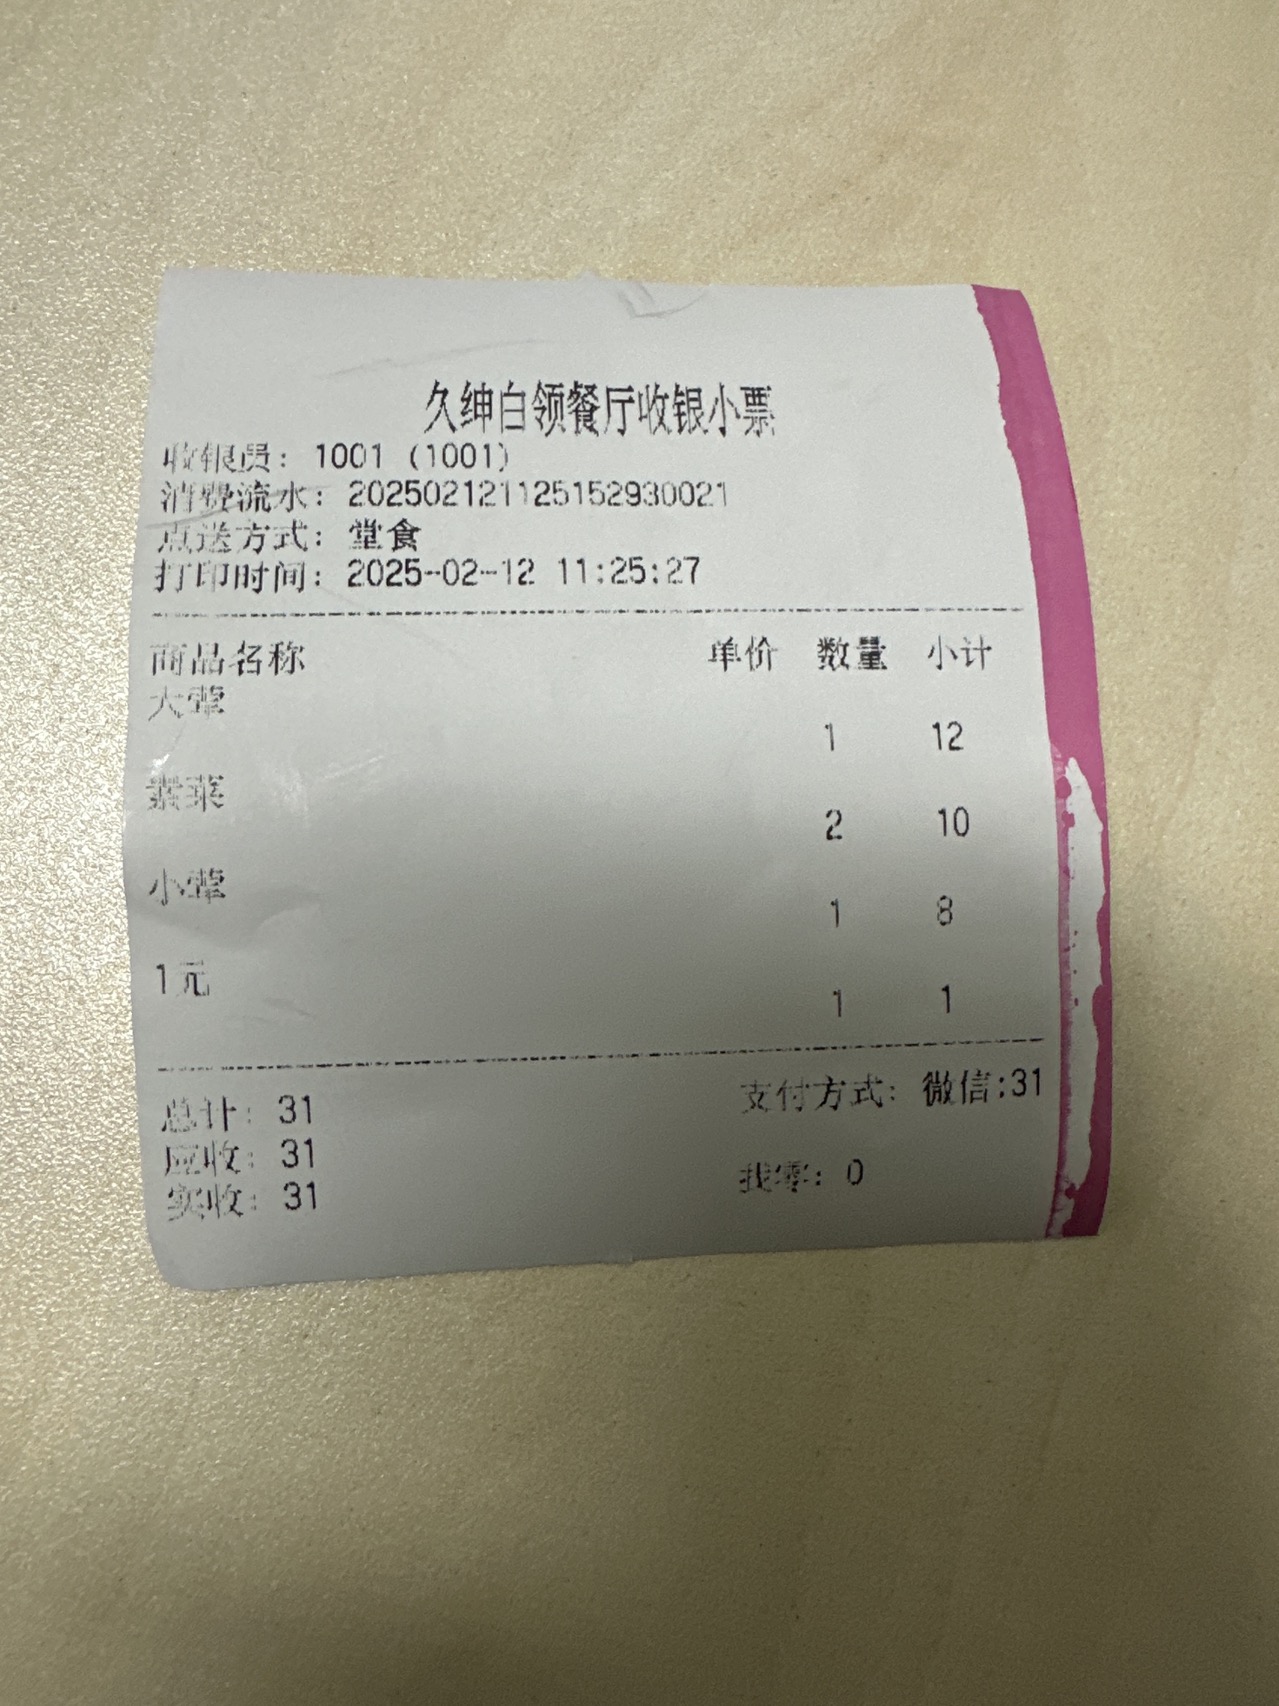 久绅白领餐厅收银小票
收银员: 1001 (1001)
消费流水: 2025021211125152930021
点送方式: 堂食
打印时间: 2025-02-12 11:25:27
商品名称 单价 数量 小计
大荤
1 12
素菜
2 10
小荤
1 8
1元
1 1
总计: 31 支付方式: 微信:31
应收: 31
实收: 31 找零: 0